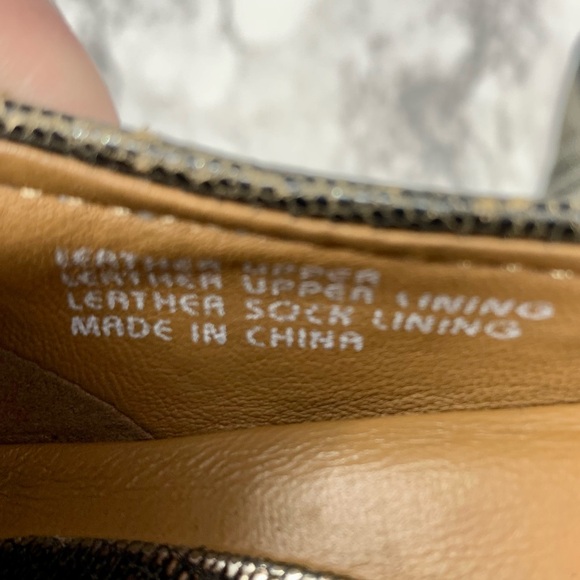 LEATHER UPPER
LEATHER UPPER LINING
LEATHER SOCK LINING
MADE IN CHINA